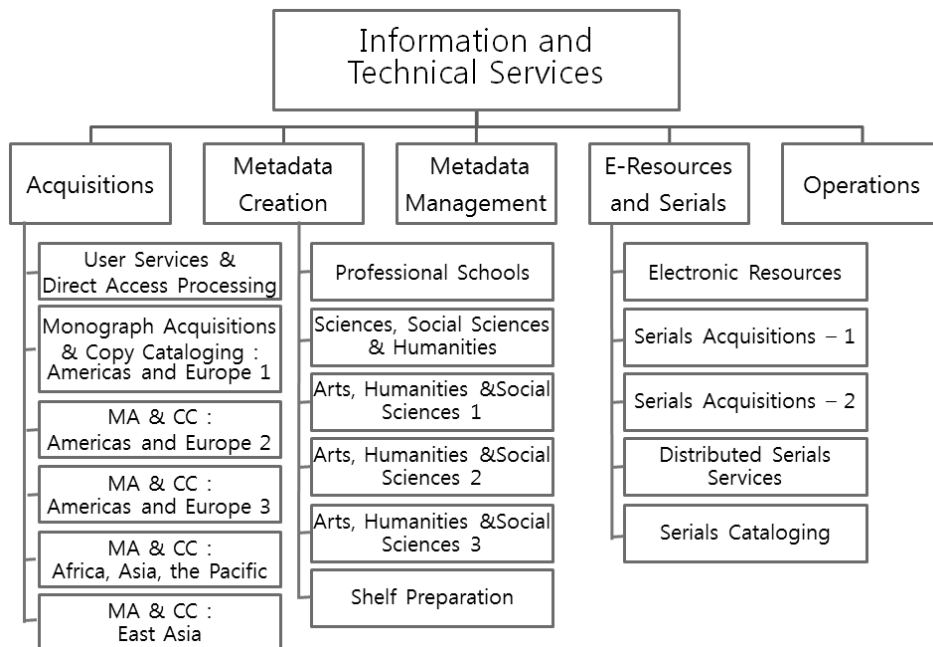 Information and
Technical Services
Acquisitions
Metadata
Creation
Metadata
Management
E-Resources
and Serials
Operations
User Services &
Direct Access Processing
Monograph Acquisitions
& Copy Cataloging :
Americas and Europe 1
MA & CC :
Americas and Europe 2
MA & CC :
Americas and Europe 3
MA & CC :
Africa, Asia, the Pacific
MA & CC :
East Asia
Professional Schools
Sciences, Social Sciences
& Humanities
Arts, Humanities &Social
Sciences 1
Arts, Humanities &Social
Sciences 2
Arts, Humanities &Social
Sciences 3
Shelf Preparation
Electronic Resources
Serials Acquisitions – 1
Serials Acquisitions – 2
Distributed Serials
Services
Serials Cataloging